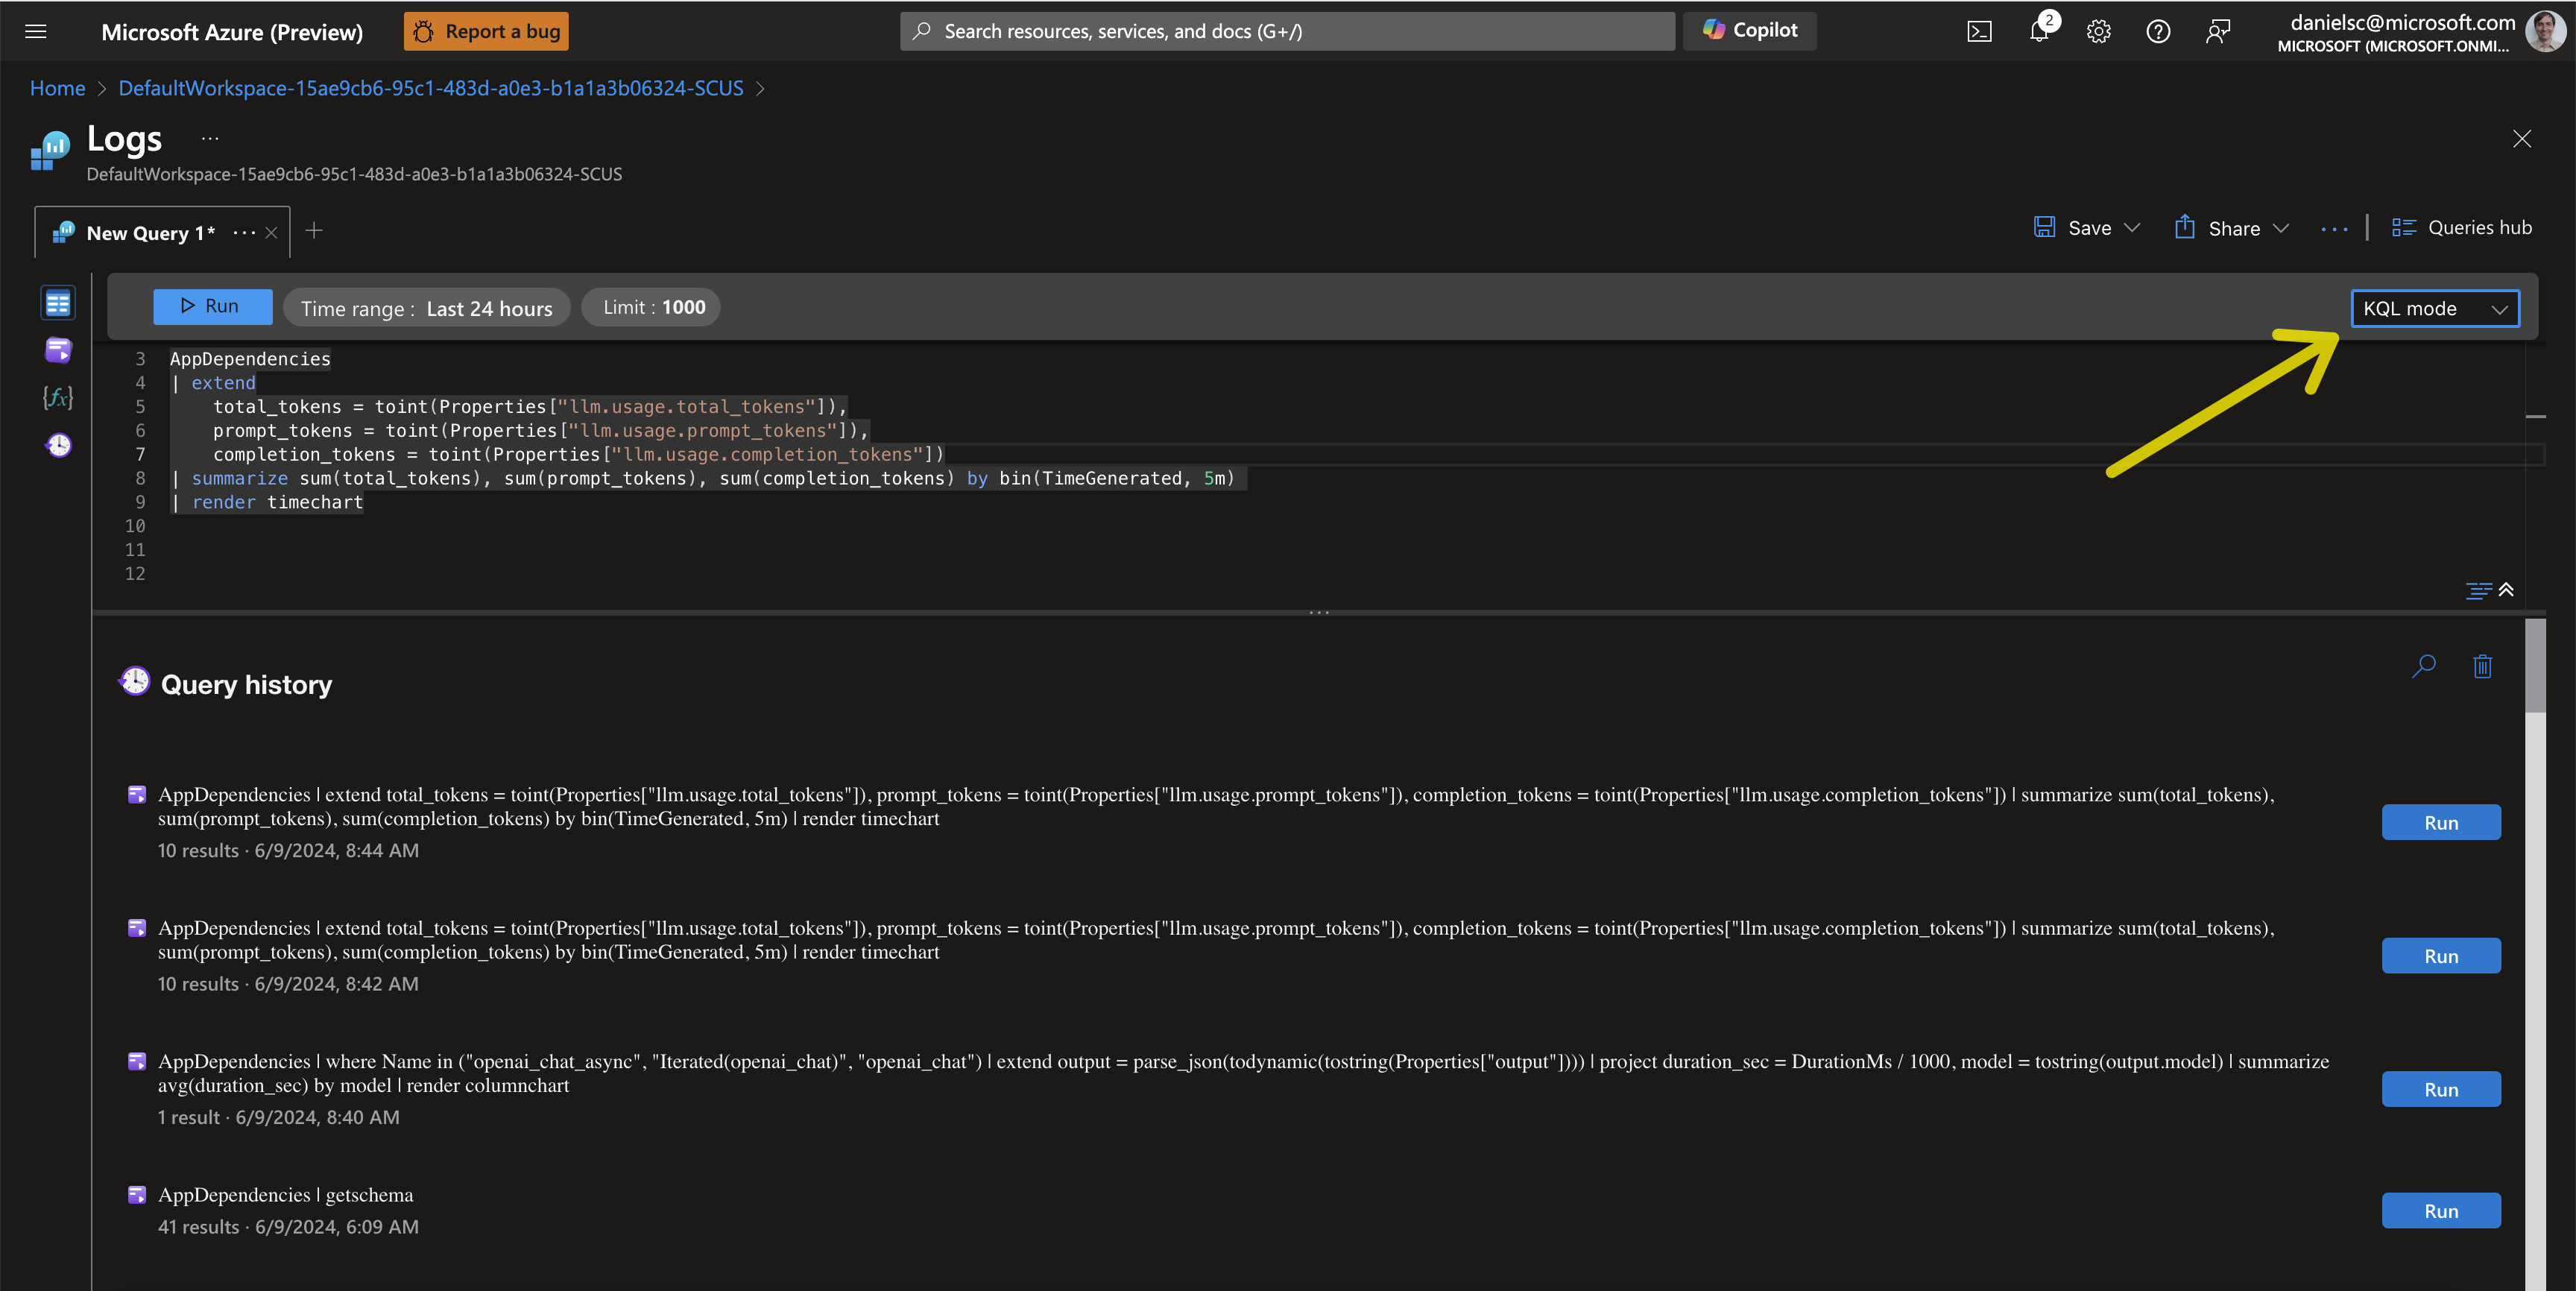 Microsoft Azure (Preview)
Report a bug
Search resources, services, and docs (G+/)
Copilot
2
danielsc@microsoft.com
MICROSOFT (MICROSOFT.ONMI...
Home > DefaultWorkspace-15ae9cb6-95c1-483d-a0e3-b1a1a3b06324-SCUS >
Logs ...
DefaultWorkspace-15ae9cb6-95c1-483d-a0e3-b1a1a3b06324-SCUS
New Query 1* ...
Save
Share
...
Queries hub
Run
Time range : Last 24 hours
Limit : 1000
KQL mode
3 AppDependencies
4 | extend
5 total_tokens = toint(Properties["llm.usage.total_tokens"]),
6 prompt_tokens = toint(Properties["llm.usage.prompt_tokens"]),
7 completion_tokens = toint(Properties["llm.usage.completion_tokens"])
8 | summarize sum(total_tokens), sum(prompt_tokens), sum(completion_tokens) by bin(TimeGenerated, 5m)
9 | render timechart
10
11
12
Query history
AppDependencies | extend total_tokens = toint(Properties["llm.usage.total_tokens"]), prompt_tokens = toint(Properties["llm.usage.prompt_tokens"]), completion_tokens = toint(Properties["llm.usage.completion_tokens"]) | summarize sum(total_tokens),
sum(prompt_tokens), sum(completion_tokens) by bin(TimeGenerated, 5m) | render timechart
Run
10 results · 6/9/2024, 8:44 AM
AppDependencies | extend total_tokens = toint(Properties["llm.usage.total_tokens"]), prompt_tokens = toint(Properties["llm.usage.prompt_tokens"]), completion_tokens = toint(Properties["llm.usage.completion_tokens"]) | summarize sum(total_tokens),
sum(prompt_tokens), sum(completion_tokens) by bin(TimeGenerated, 5m) | render timechart
Run
10 results · 6/9/2024, 8:42 AM
AppDependencies | where Name in ("openai_chat_async", "Iterated(openai_chat)", "openai_chat") | extend output = parse_json(todynamic(tostring(Properties["output"]))) | project duration_sec = DurationMs / 1000, model = tostring(output.model) | summarize
avg(duration_sec) by model | render columnchart
Run
1 result · 6/9/2024, 8:40 AM
AppDependencies | getschema
Run
41 results · 6/9/2024, 6:09 AM